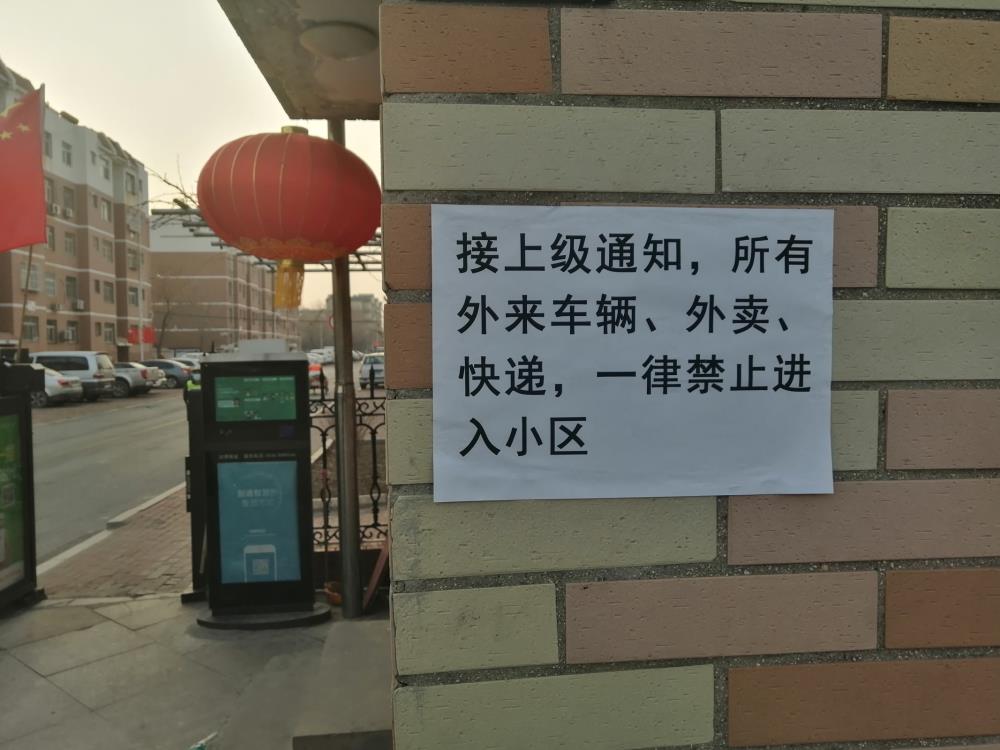 接上级通知，所有
外来车辆、外卖、
快递，一律禁止进
入小区